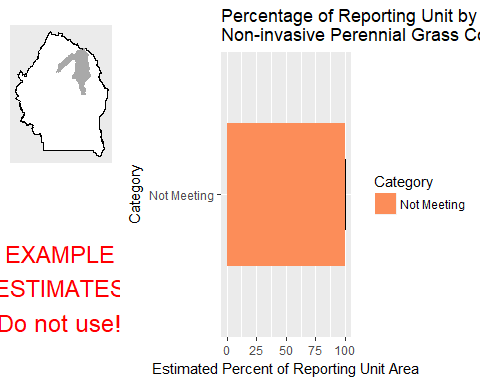 Percentage of Reporting Unit by
Non-invasive Perennial Grass
Category
Not Meeting
Category
Not Meeting
EXAMPLE
ESTIMATES
Do not use!
0 25 50 75 100
Estimated Percent of Reporting Unit Area